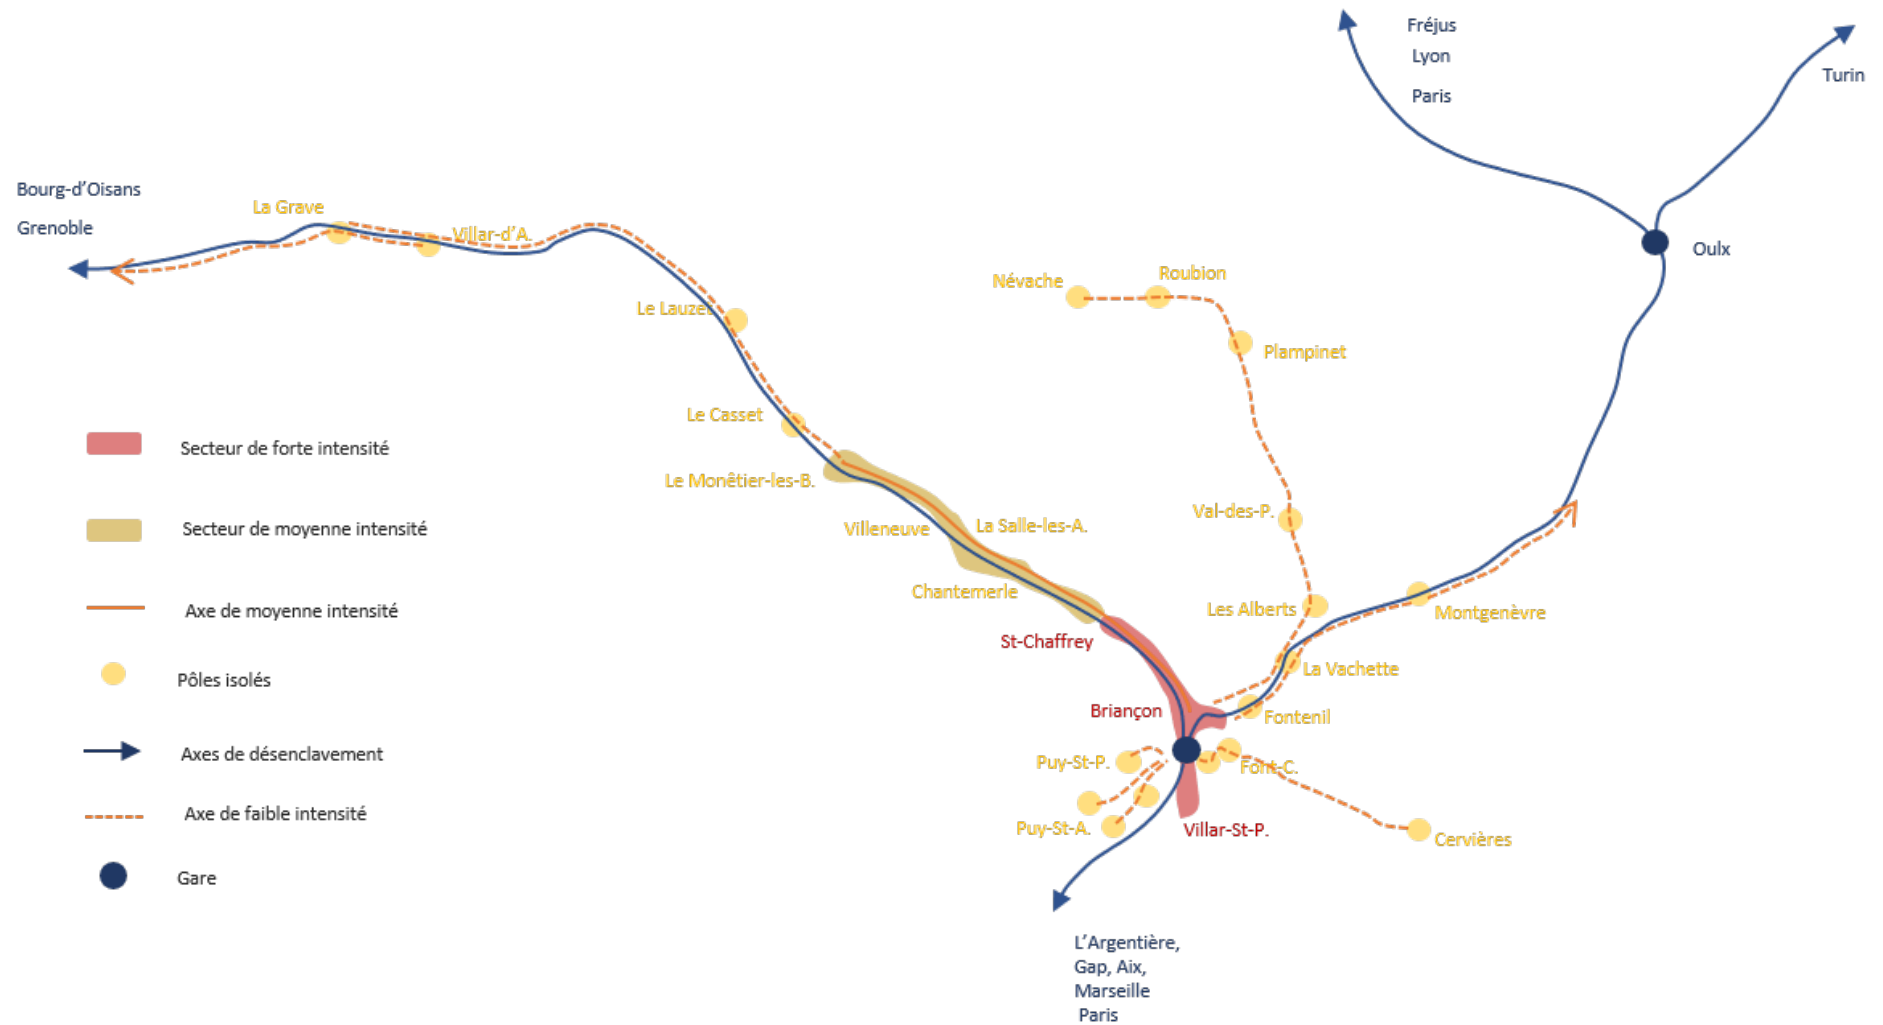 Fréjus
Lyon
Paris
Turin
Oulx
Bourg-d'Oisans
Grenoble
La Grave
Villar-d'A.
Le Lauzet
Névache
Roubion
Plampinet
Le Casset
Le Monêtier-les-B.
Villeneuve
La Salle-les-A.
Chantemerle
St-Chaffrey
Briançon
Val-des-P.
Les Alberts
Montgenèvre
La Vachette
Fontenil
Puy-St-P.
Font-C.
Puy-St-A.
Villar-St-P.
Cervières
L'Argentière,
Gap, Aix,
Marseille
Paris
Secteur de forte intensité
Secteur de moyenne intensité
Axe de moyenne intensité
Pôles isolés
Axes de désenclavement
Axe de faible intensité
Gare